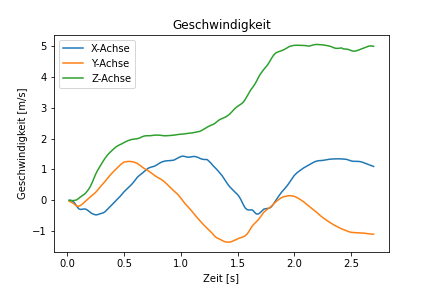 Geschwindigkeit
X-Achse
Y-Achse
Z-Achse
Geschwindigkeit [m/s]
5
4
3
2
1
0
−1
0.0 0.5 1.0 1.5 2.0 2.5
Zeit [s]